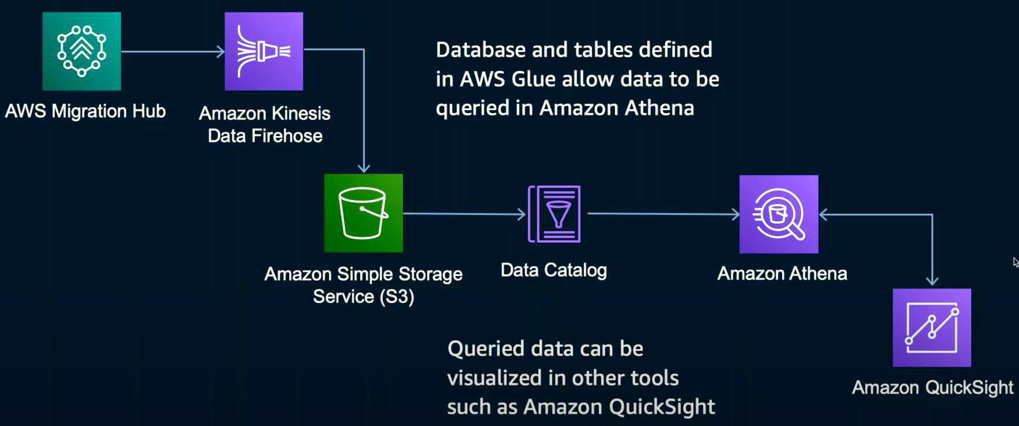 Database and tables defined
in AWS Glue allow data to be
queried in Amazon Athena
AWS Migration Hub
Amazon Kinesis
Data Firehose
Amazon Simple Storage
Service (S3)
Data Catalog
Amazon Athena
Queried data can be
visualized in other tools
such as Amazon QuickSight
Amazon QuickSight